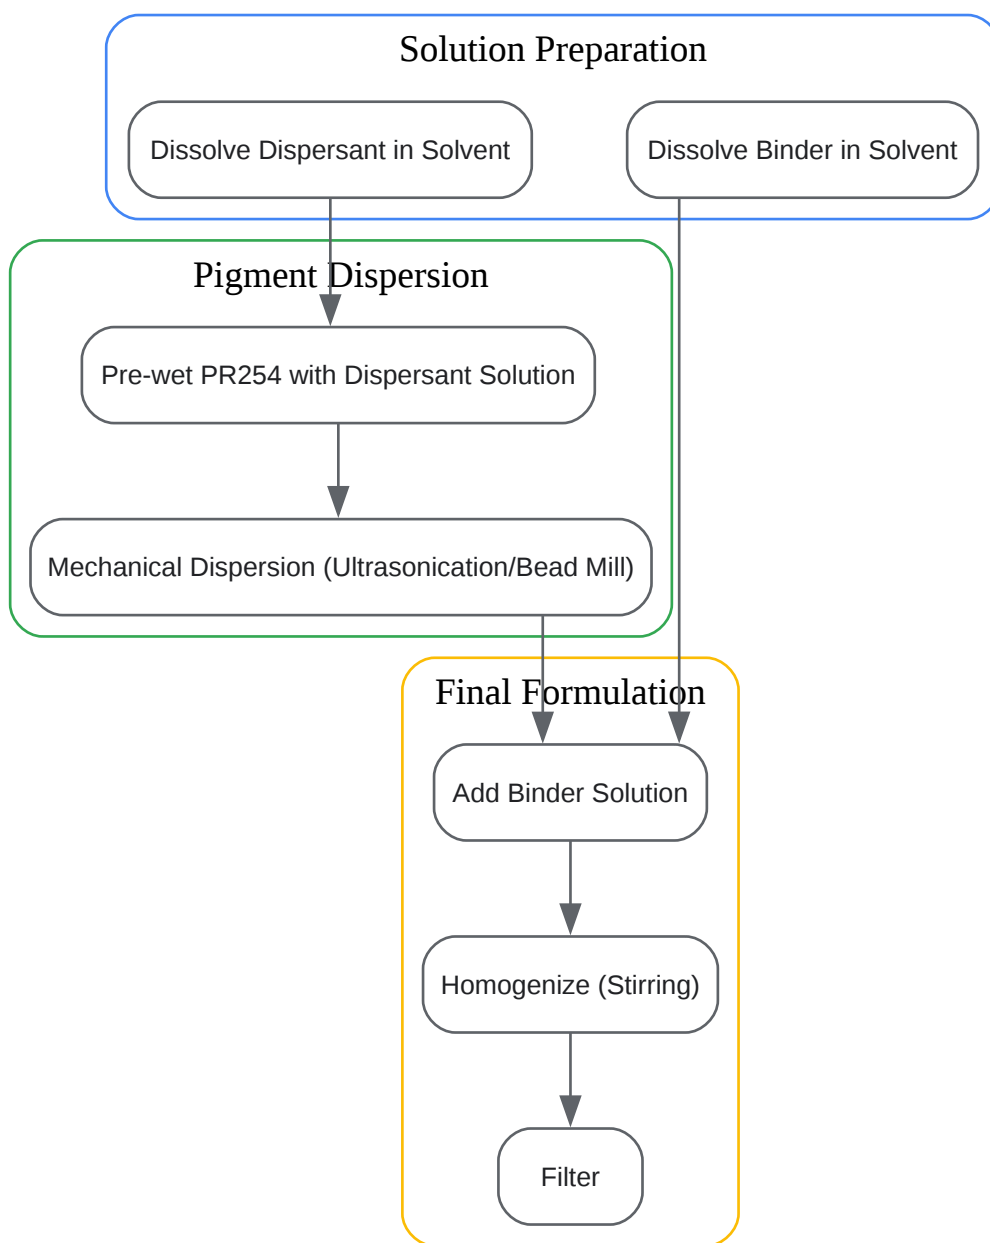 Solution Preparation
Dissolve Dispersant in Solvent
Dissolve Binder in Solvent
Pigment Dispersion
Pre-wet PR254 with Dispersant Solution
Mechanical Dispersion (Ultrasonication/Bead Mill)
Final Formulation
Add Binder Solution
Homogenize (Stirring)
Filter